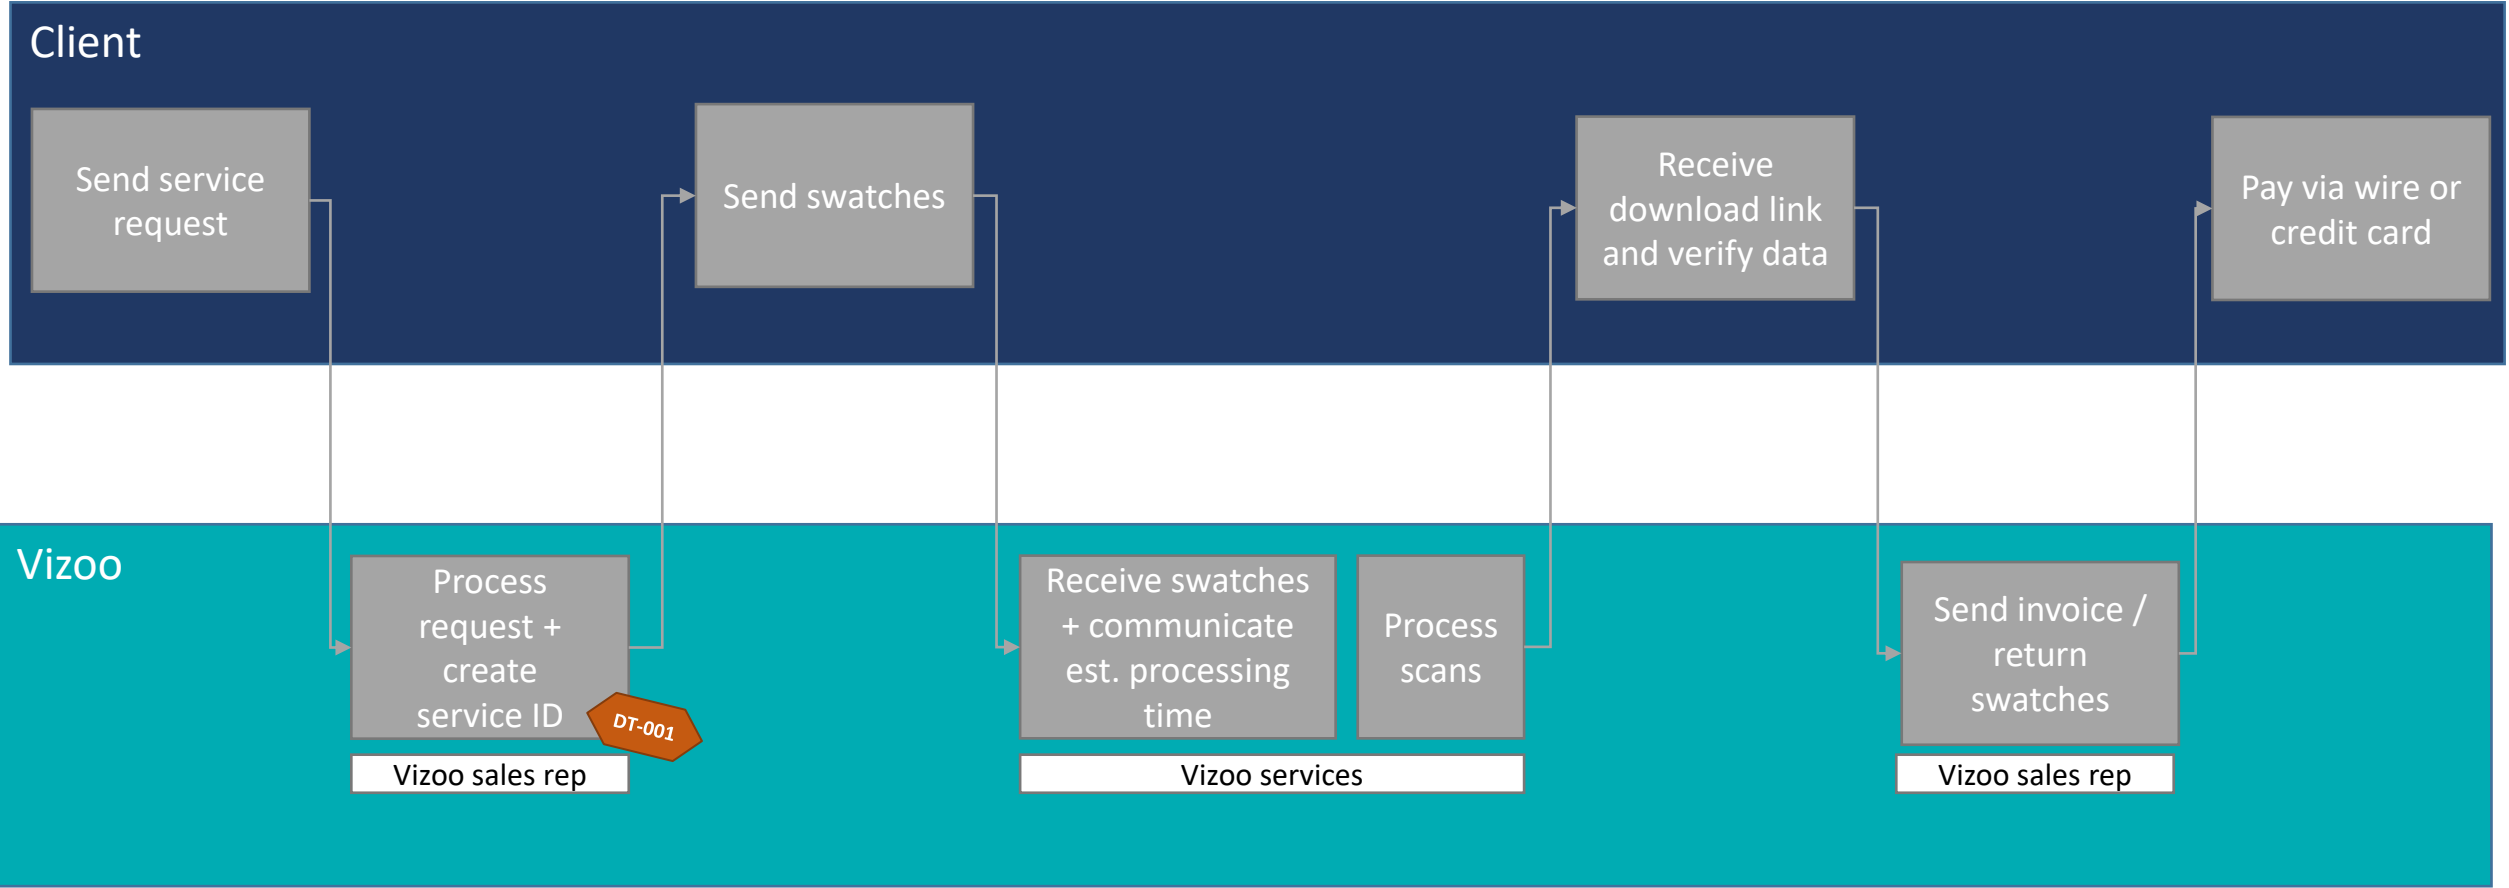 Client
Send service
request
Send swatches
Receive
download link
and verify data
Pay via wire or
credit card
Vizoo
Process
request +
create
service ID
DT-001
Vizoo sales rep
Receive swatches
+ communicate
est. processing
time
Process
scans
Vizoo services
Send invoice /
return
swatches
Vizoo sales rep